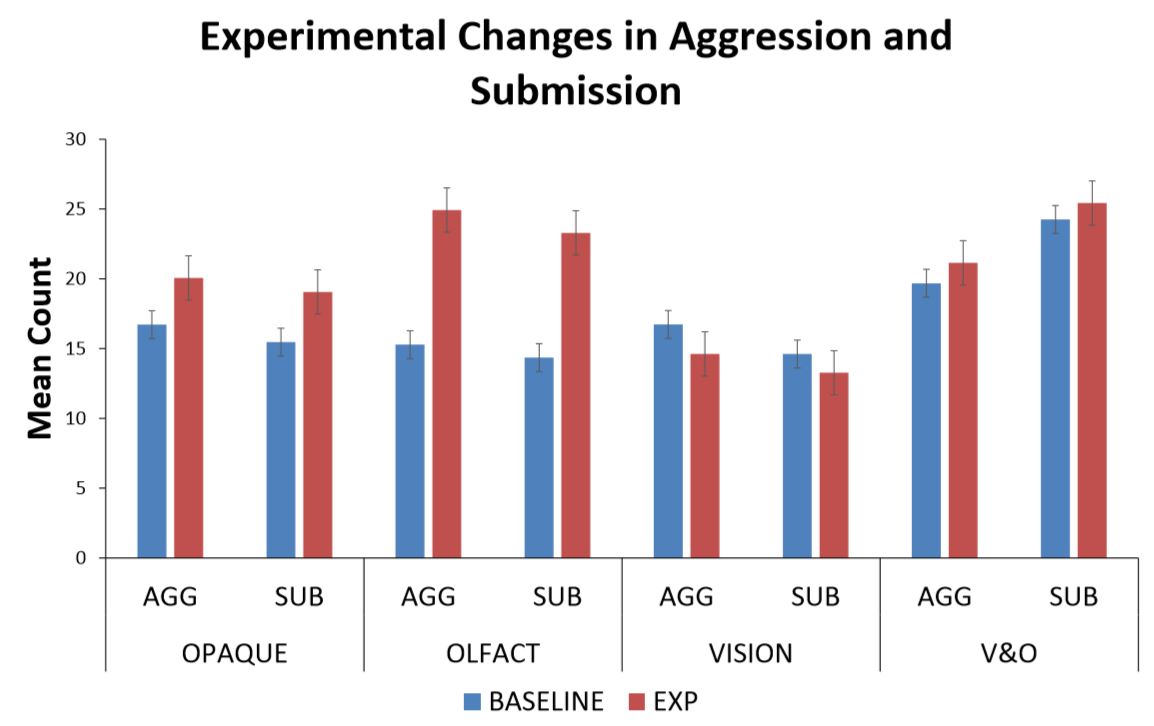 Experimental Changes in Aggression and
Submission
Mean Count
30
25
20
15
10
5
0
AGG SUB AGG SUB AGG SUB AGG SUB
OPAQUE OLFACT VISION V&O
BASELINE EXP